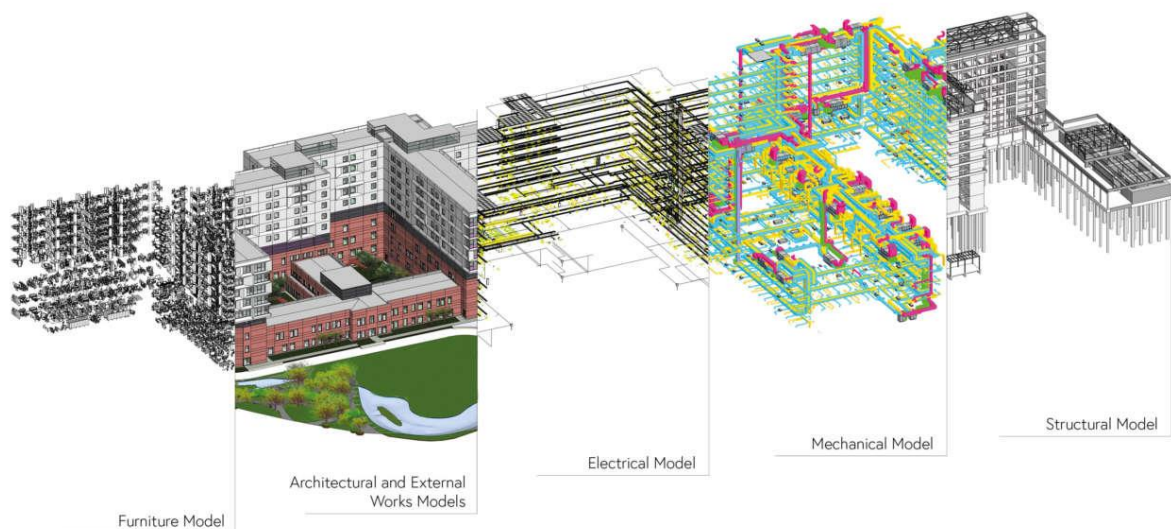 Furniture Model
Architectural and External
Works Models
Electrical Model
Mechanical Model
Structural Model